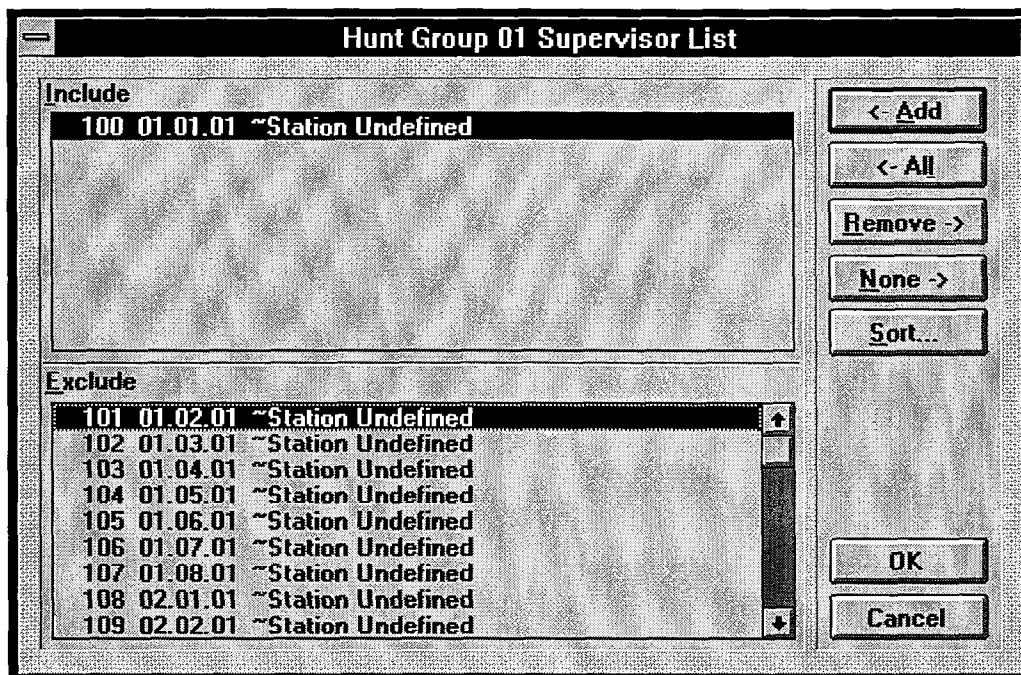 Hunt Group 01 Supervisor List
Include
100 01.01.01 ~Station Undefined
Exclude
101 01.02.01 ~Station Undefined
102 01.03.01 ~Station Undefined
103 01.04.01 ~Station Undefined
104 01.05.01 ~Station Undefined
105 01.06.01 ~Station Undefined
106 01.07.01 ~Station Undefined
107 01.08.01 ~Station Undefined
108 02.01.01 ~Station Undefined
109 02.02.01 ~Station Undefined
<- Add
<- All
Remove ->
None ->
Sort...
OK
Cancel